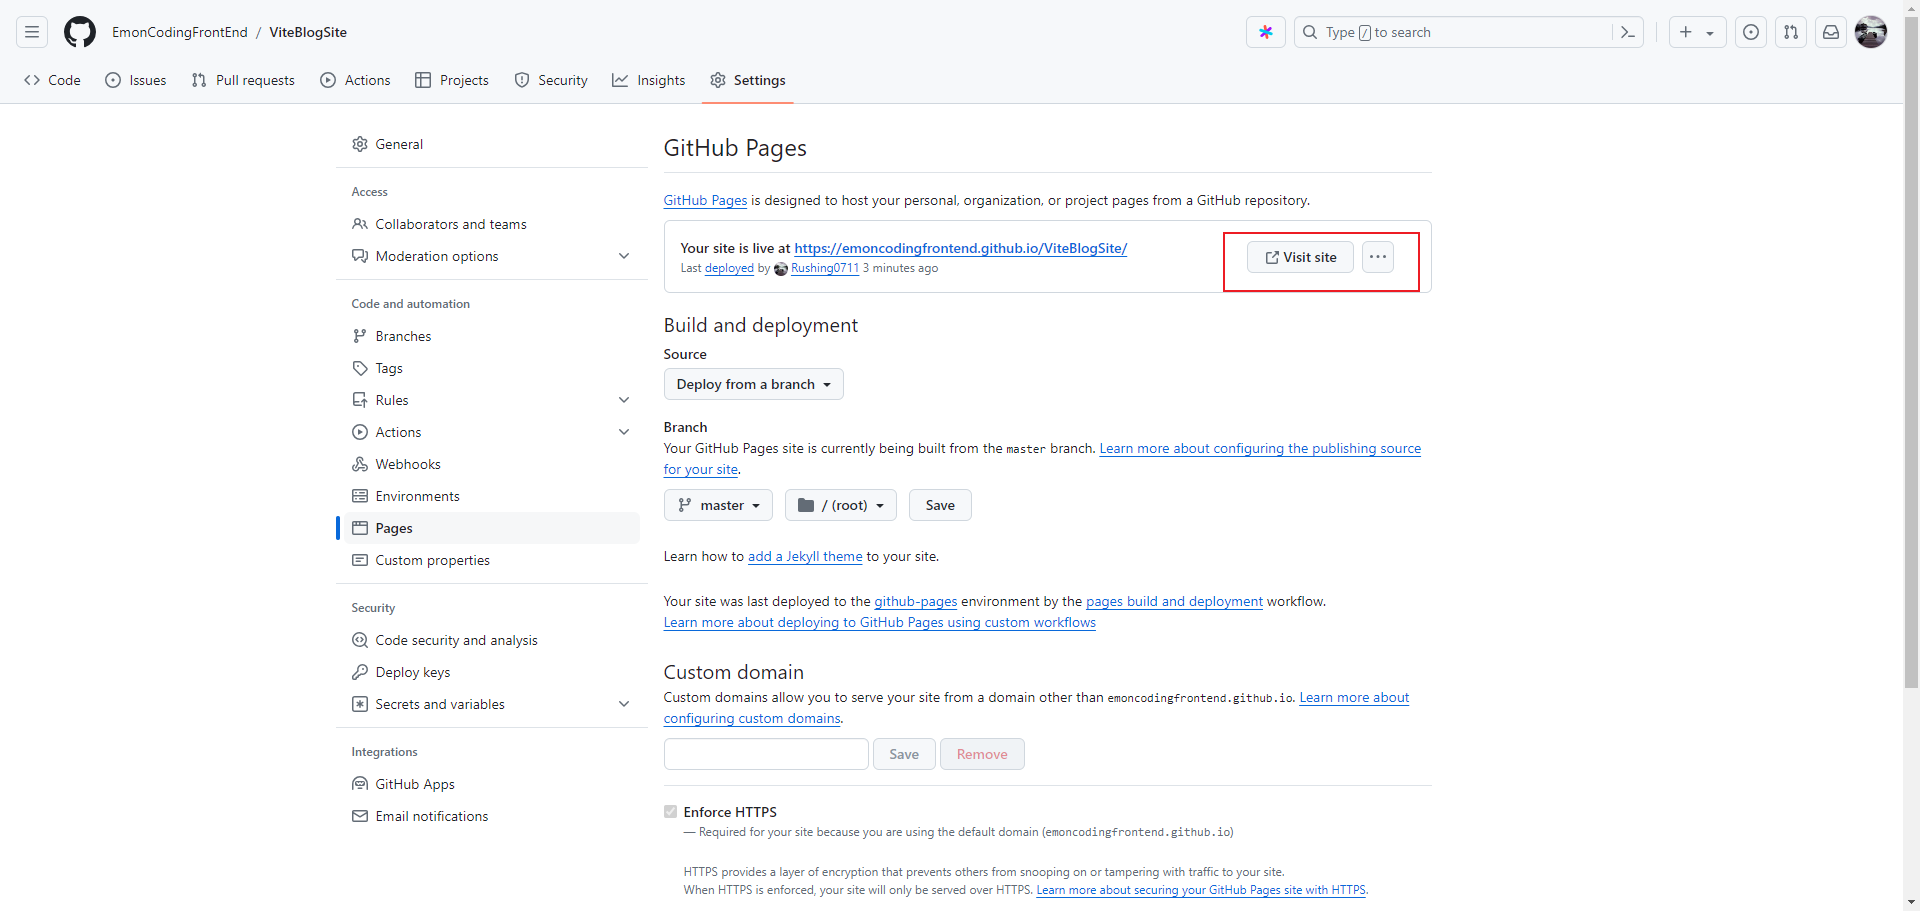 EmonCodingFrontEnd / ViteBlogSite
Type / to search
Code
Issues
Pull requests
Actions
Projects
Security
Insights
Settings
General
Access
Collaborators and teams
Moderation options
Code and automation
Branches
Tags
Rules
Actions
Webhooks
Environments
Pages
Custom properties
Security
Code security and analysis
Deploy keys
Secrets and variables
Integrations
GitHub Apps
Email notifications
GitHub Pages
GitHub Pages is designed to host your personal, organization, or project pages from a GitHub repository.
Your site is live at https://emoncodingfrontend.github.io/ViteBlogSite/
Last deployed by Rushing0711 3 minutes ago
Visit site
Build and deployment
Source
Deploy from a branch
Branch
Your GitHub Pages site is currently being built from the master branch. Learn more about configuring the publishing source
for your site.
master
/ (root)
Save
Learn how to add a Jekyll theme to your site.
Your site was last deployed to the github-pages environment by the pages build and deployment workflow.
Learn more about deploying to GitHub Pages using custom workflows
Custom domain
Custom domains allow you to serve your site from a domain other than emoncodingfrontend.github.io. Learn more about
configuring custom domains.
Save
Remove
Enforce HTTPS
— Required for your site because you are using the default domain (emoncodingfrontend.github.io)
HTTPS provides a layer of encryption that prevents others from snooping on or tampering with traffic to your site.
When HTTPS is enforced, your site will only be served over HTTPS. Learn more about securing your GitHub Pages site with HTTPS.